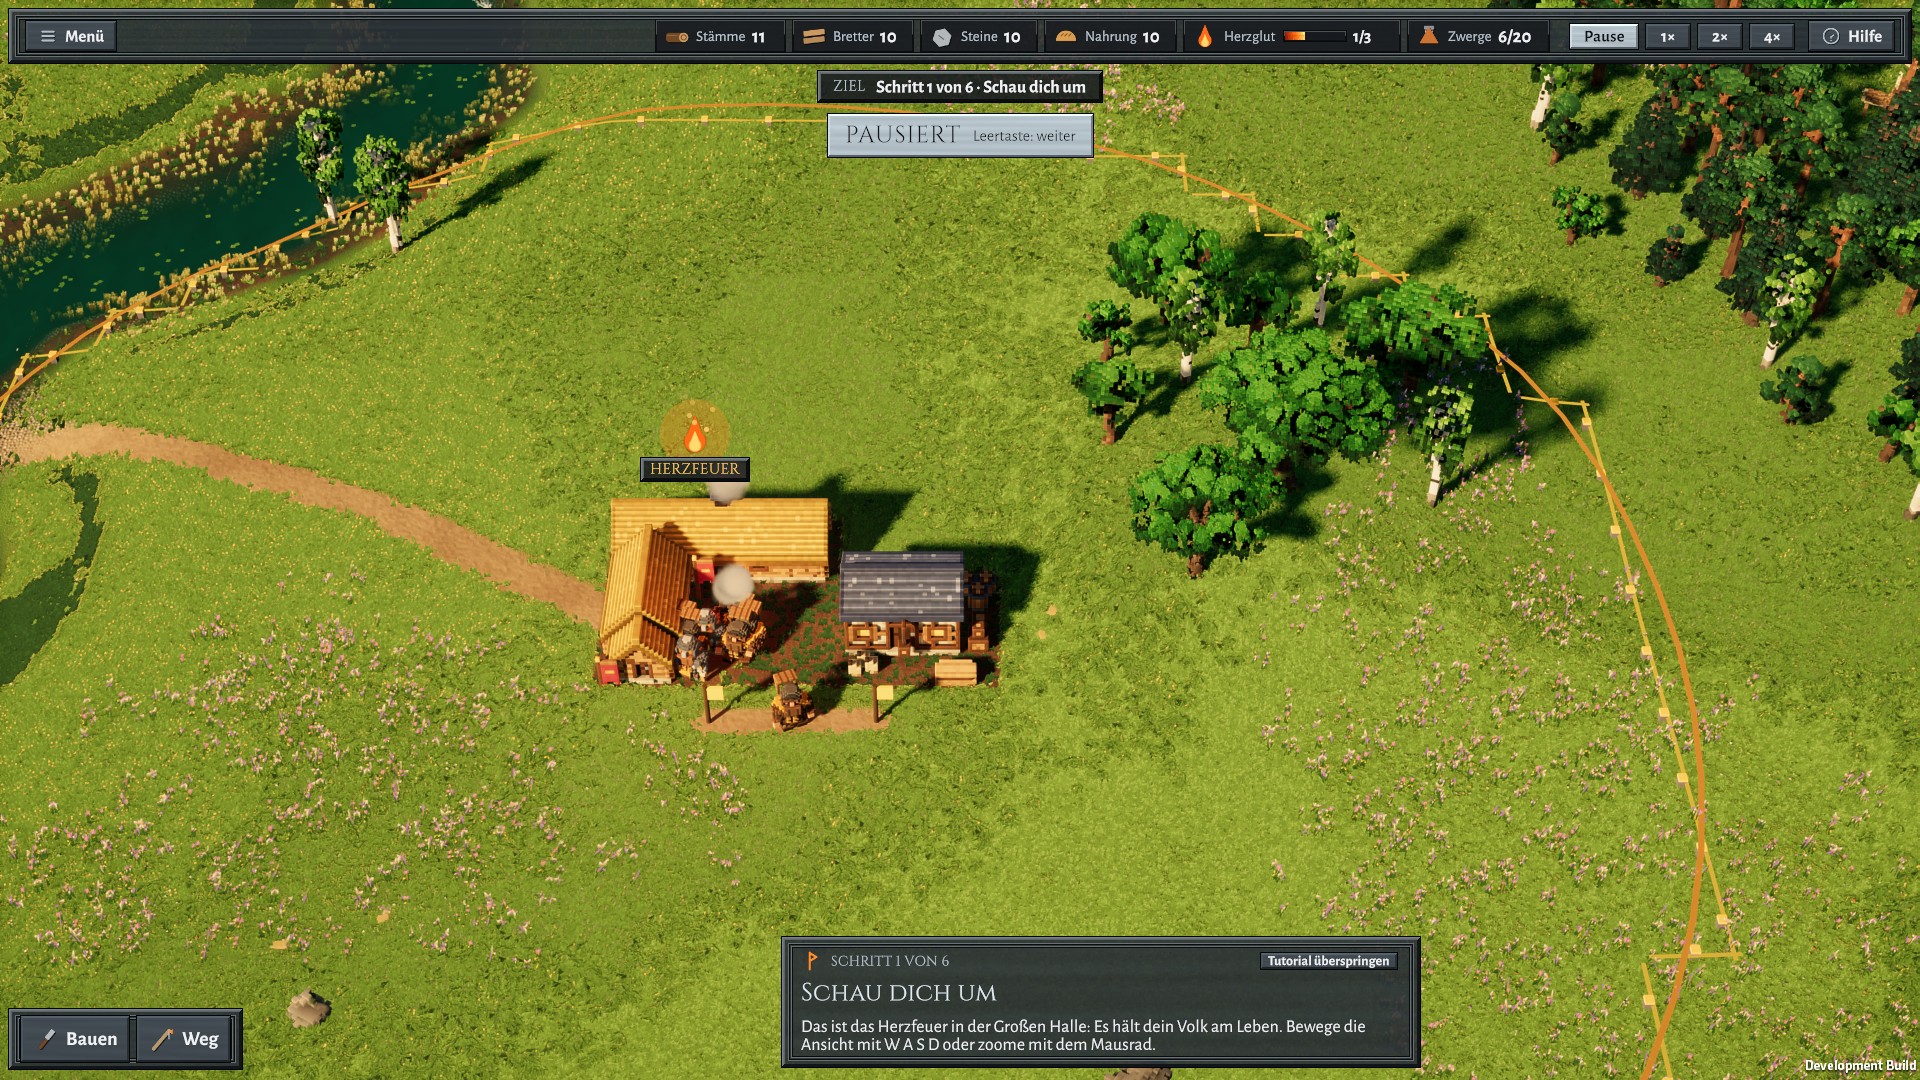 Menü
Stämme 11
Bretter 10
Steine 10
Nahrung 10
Herzglut 1/3
Zwerge 6/20
Pause
1×
2×
4×
Hilfe
ZIEL Schritt 1 von 6 · Schau dich um
PAUSIERT Leertaste: weiter
HERZFEUER
SCHRITT 1 VON 6
Tutorial überspringen
SCHAU DICH UM
Das ist das Herzfeuer in der Großen Halle: Es hält dein Volk am Leben. Bewege die
Ansicht mit W A S D oder zoome mit dem Mausrad.
Bauen
Weg
Development Build